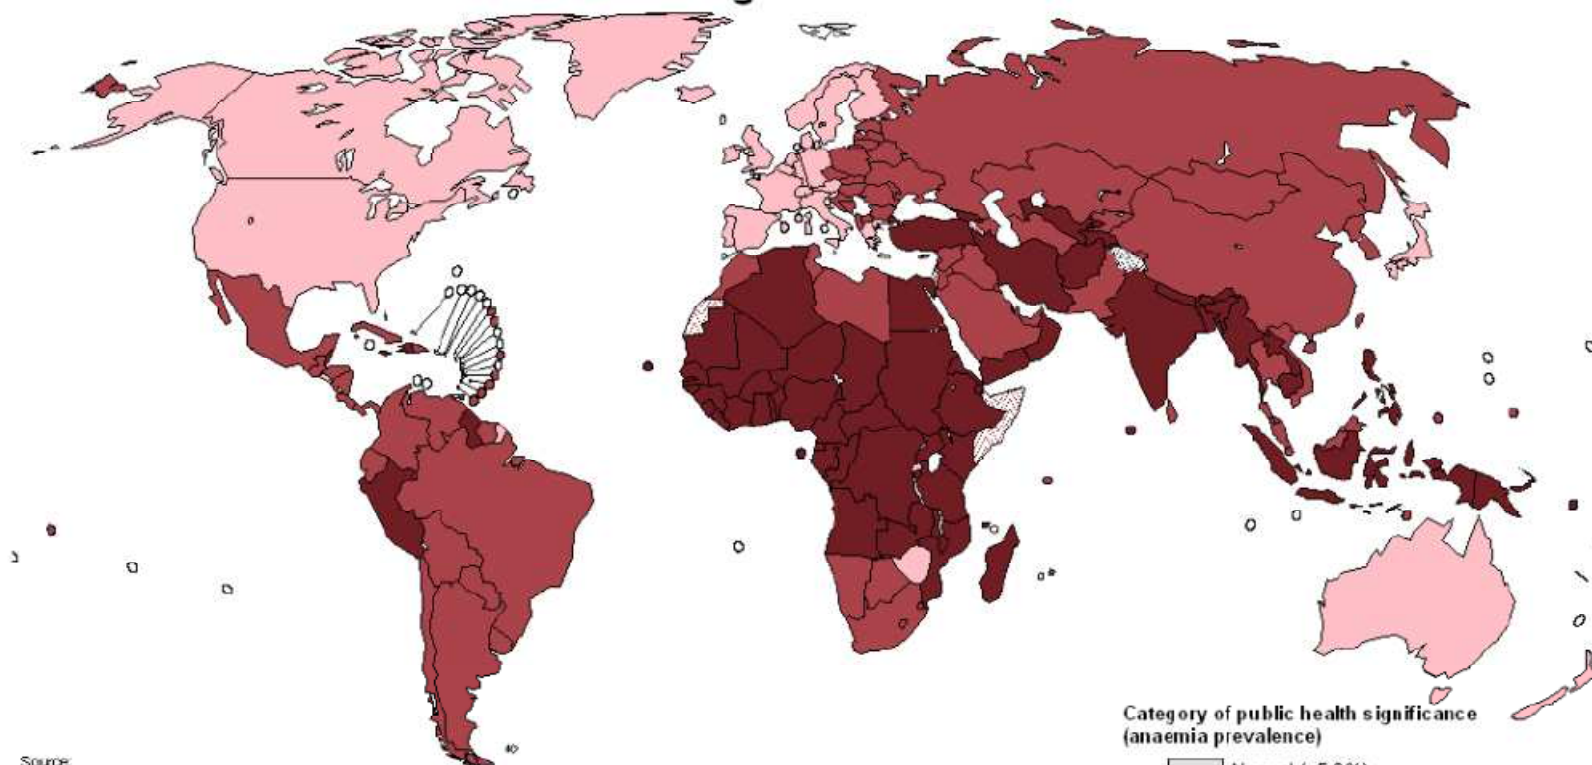 Source:
Category of public health significance
(anaemia prevalence)